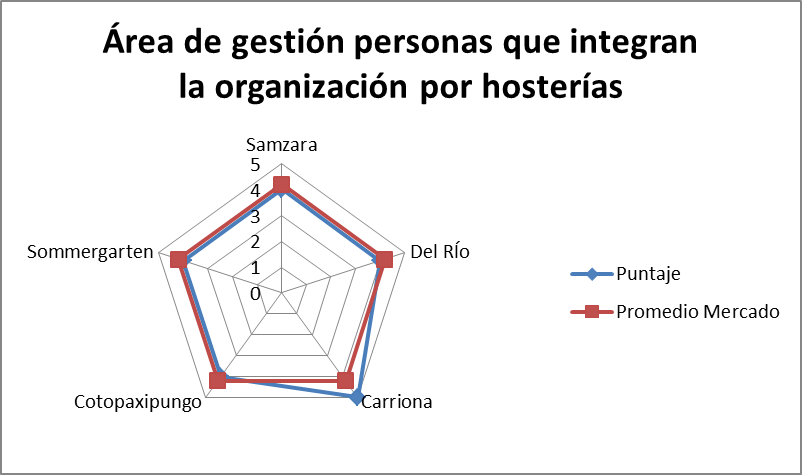 Área de gestión personas que integran
la organización por hosterías
Samzara
5
4
3
2
1
0
Sommergarten
Del RÍo
Cotopaxipungo
Carriona
Puntaje
Promedio Mercado